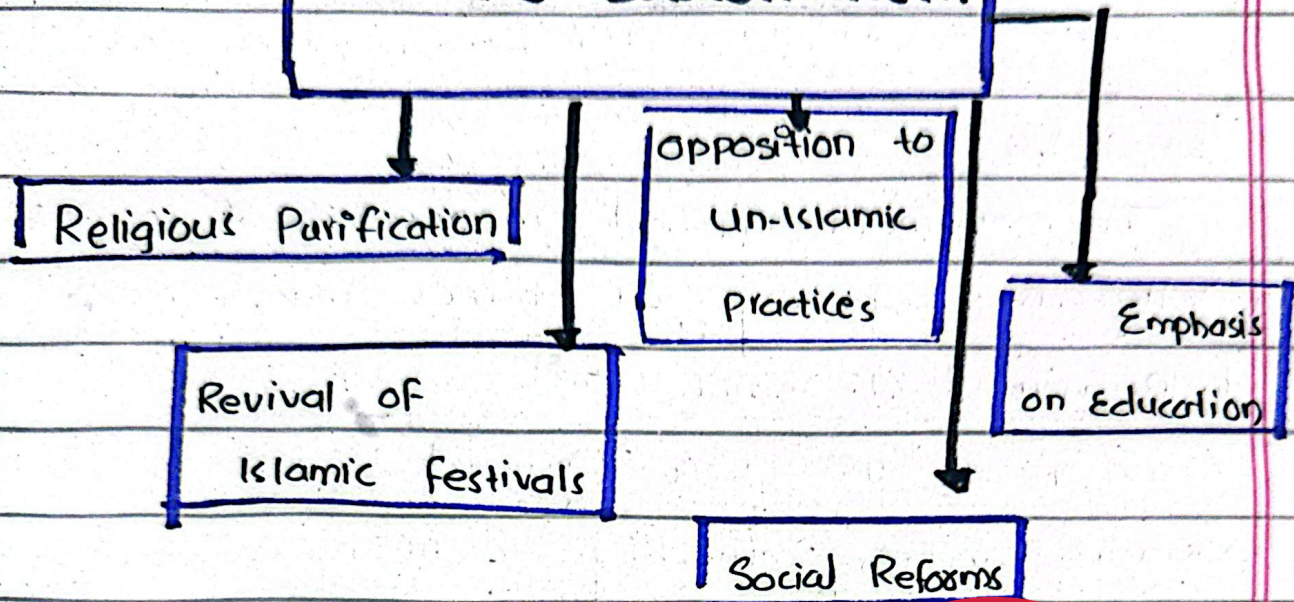 Religious Purification
opposition to
un-Islamic
practices
Emphasis
on Education
Revival of
Islamic festivals
Social Reforms